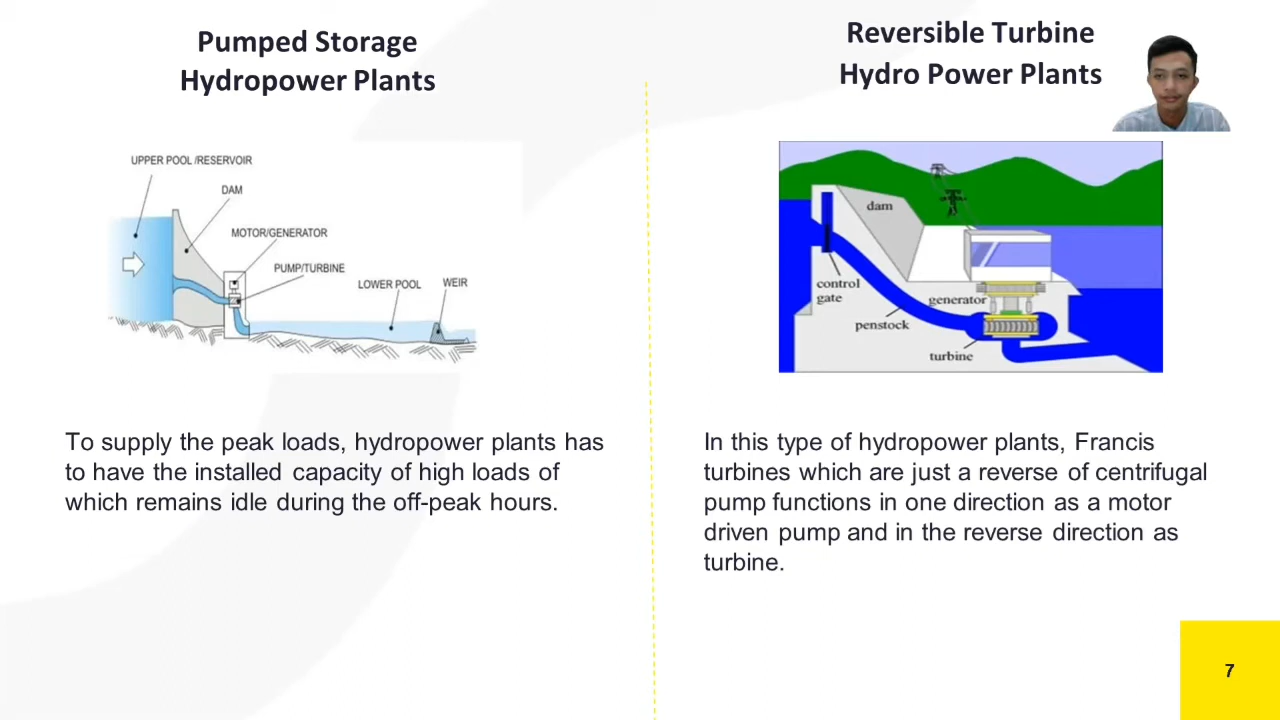 Pumped Storage
Hydropower Plants
UPPER POOL /RESERVOIR
DAM
MOTOR/GENERATOR
PUMP/TURBINE
LOWER POOL
WEIR
To supply the peak loads, hydropower plants has
to have the installed capacity of high loads of
which remains idle during the off-peak hours.
Reversible Turbine
Hydro Power Plants
dam
control
gate
generator
penstock
turbine
In this type of hydropower plants, Francis
turbines which are just a reverse of centrifugal
pump functions in one direction as a motor
driven pump and in the reverse direction as
turbine.
7